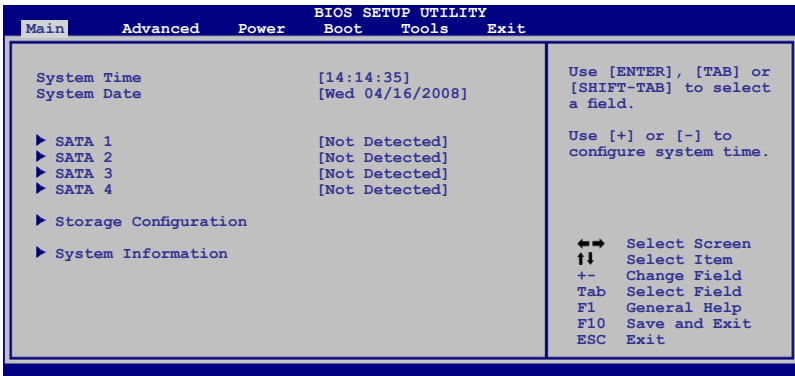 BIOS SETUP UTILITY
Main Advanced Power Boot Tools Exit
System Time [14:14:35]
System Date [Wed 04/16/2008]
SATA 1 [Not Detected]
SATA 2 [Not Detected]
SATA 3 [Not Detected]
SATA 4 [Not Detected]
Storage Configuration
System Information
Use [ENTER], [TAB] or
[SHIFT-TAB] to select
a field.
Use [+] or [-] to
configure system time.
←→ Select Screen
↑↓ Select Item
+- Change Field
Tab Select Field
F1 General Help
F10 Save and Exit
ESC Exit